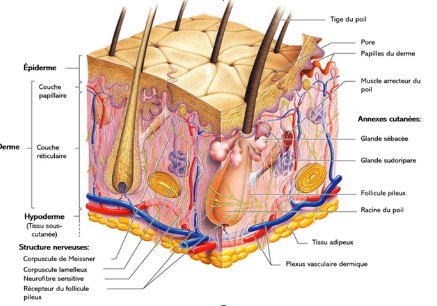 Tige du poil
Pore
Papilles du derme
Épiderme
Couche
papillaire
Muscle arrecteur du
poil
Annexes cutanées:
Glande sébacée
Derme
Couche
réticulaire
Glande sudoripare
Follicule pileux
Racine du poil
Hypoderme
(Tissu sous-
cutanée)
Tissu adipeux
Structure nerveuses:
Corpuscule de Meissner
Plexus vasculaire dermique
Corpuscule lamelleux
Neurofibre sensitive
Récepteur du follicule
pileux